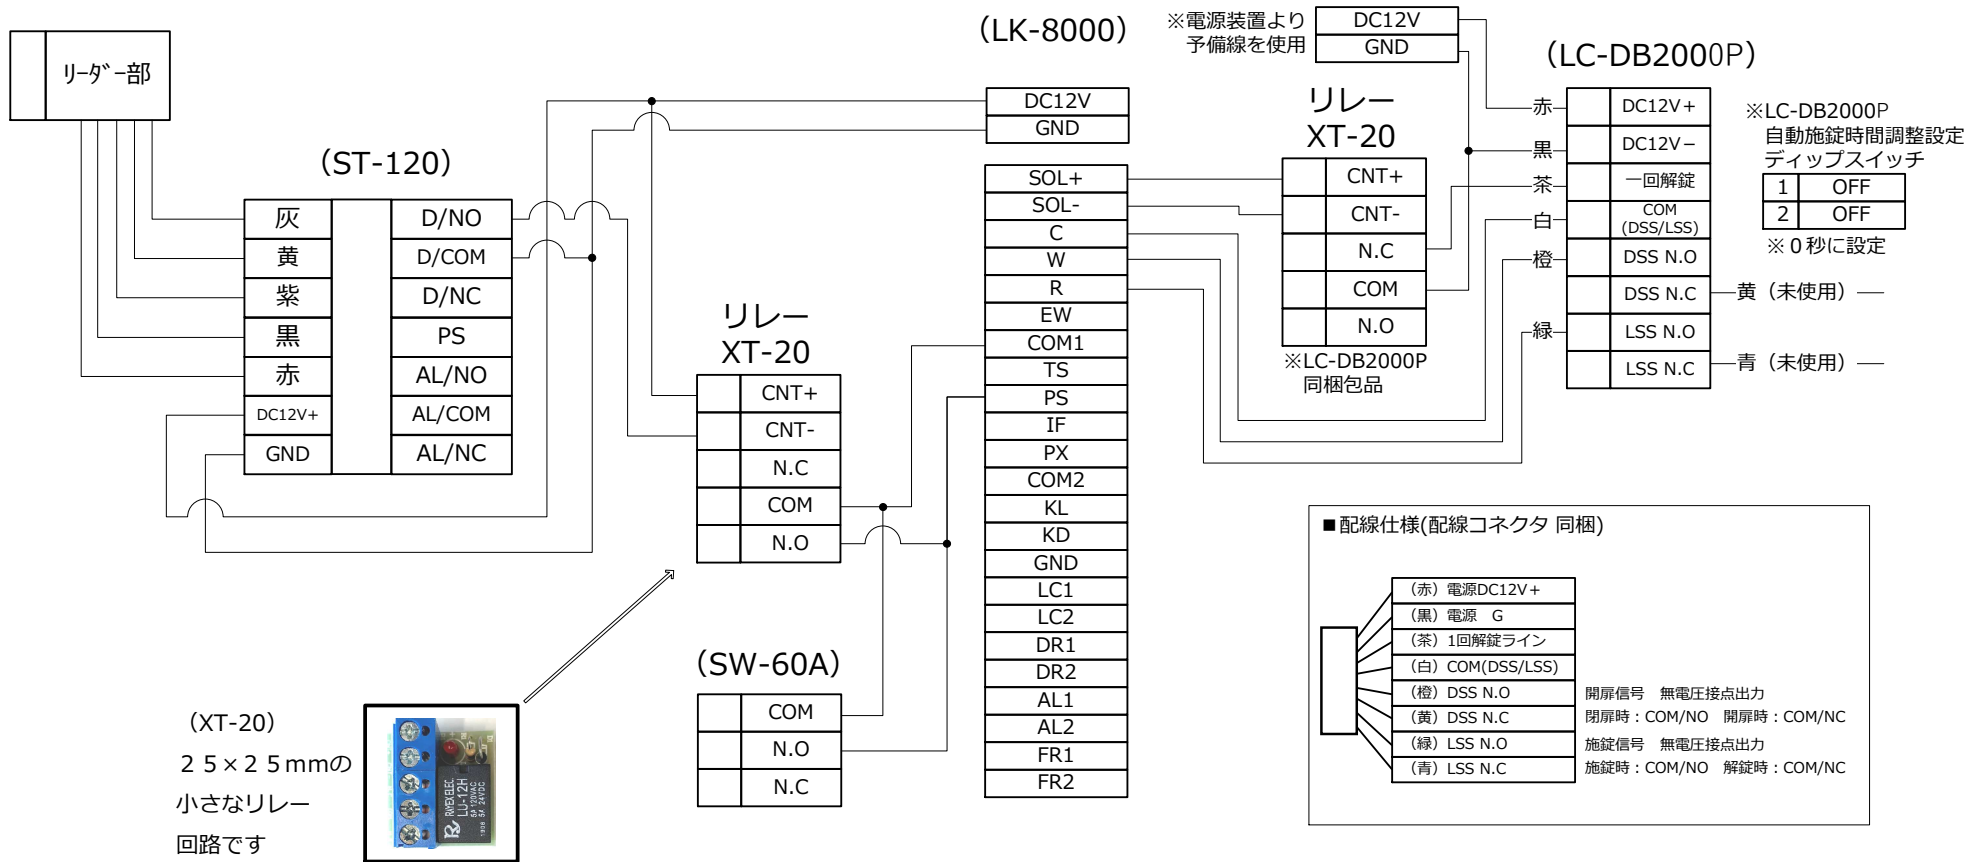 リーダー部
(ST-120)
灰
黄
紫
黒
赤
DC12V+
GND
D/NO
D/COM
D/NC
PS
AL/NO
AL/COM
AL/NC
リレー
XT-20
CNT+
CNT-
N.C
COM
N.O
(SW-60A)
COM
N.O
N.C
(XT-20)
25×25mmの
小さなリレー
回路です
RAYEX ELEC
LU-12H
5A 120VAC
5A 24VDC
(LK-8000)
DC12V
GND
SOL+
SOL-
C
W
R
EW
COM1
TS
PS
IF
PX
COM2
KL
KD
GND
LC1
LC2
DR1
DR2
AL1
AL2
FR1
FR2
※電源装置より
予備線を使用
DC12V
GND
リレー
XT-20
CNT+
CNT-
N.C
COM
N.O
※LC-DB2000P
同梱包品
(LC-DB2000P)
赤 DC12V+
黒 DC12V-
茶 一回解錠
白 COM
(DSS/LSS)
橙 DSS N.O
DSS N.C 黄(未使用)
緑 LSS N.O
LSS N.C 青(未使用)
※LC-DB2000P
自動施錠時間調整設定
ディップスイッチ
1 OFF
2 OFF
※0秒に設定
■配線仕様(配線コネクタ 同梱)
(赤)電源DC12V+
(黒)電源 G
(茶)1回解錠ライン
(白)COM(DSS/LSS)
(橙)DSS N.O 開扉信号 無電圧接点出力
(黄)DSS N.C 閉扉時:COM/NO 開扉時:COM/NC
(緑)LSS N.O 施錠信号 無電圧接点出力
(青)LSS N.C 施錠時:COM/NO 解錠時:COM/NC